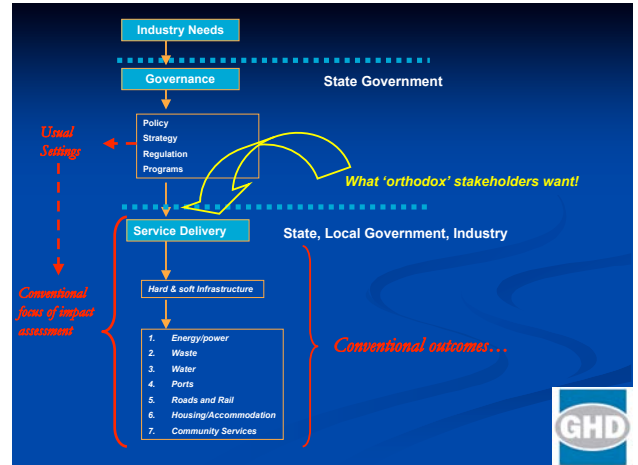 Industry Needs
Governance
State Government
Policy
Strategy
Regulation
Programs
Usual
Settings
What ‘orthodox’ stakeholders want!
Service Delivery
State, Local Government, Industry
Hard & soft Infrastructure
Conventional
focus of impact
assessment
1. Energy/power
2. Waste
3. Water
4. Ports
5. Roads and Rail
6. Housing/Accommodation
7. Community Services
Conventional outcomes…
GHD